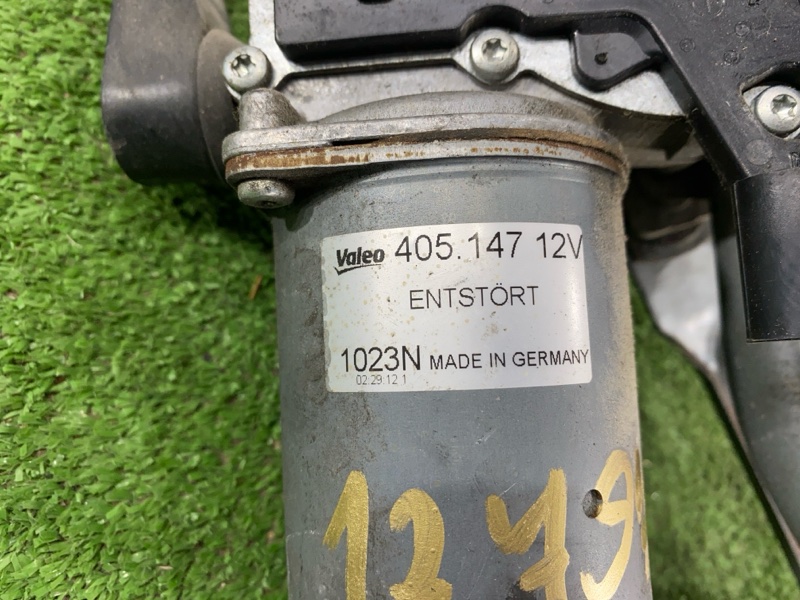 Valeo 405.147 12V
ENTSTÖRT
1023N MADE IN GERMANY
02:29:12 1